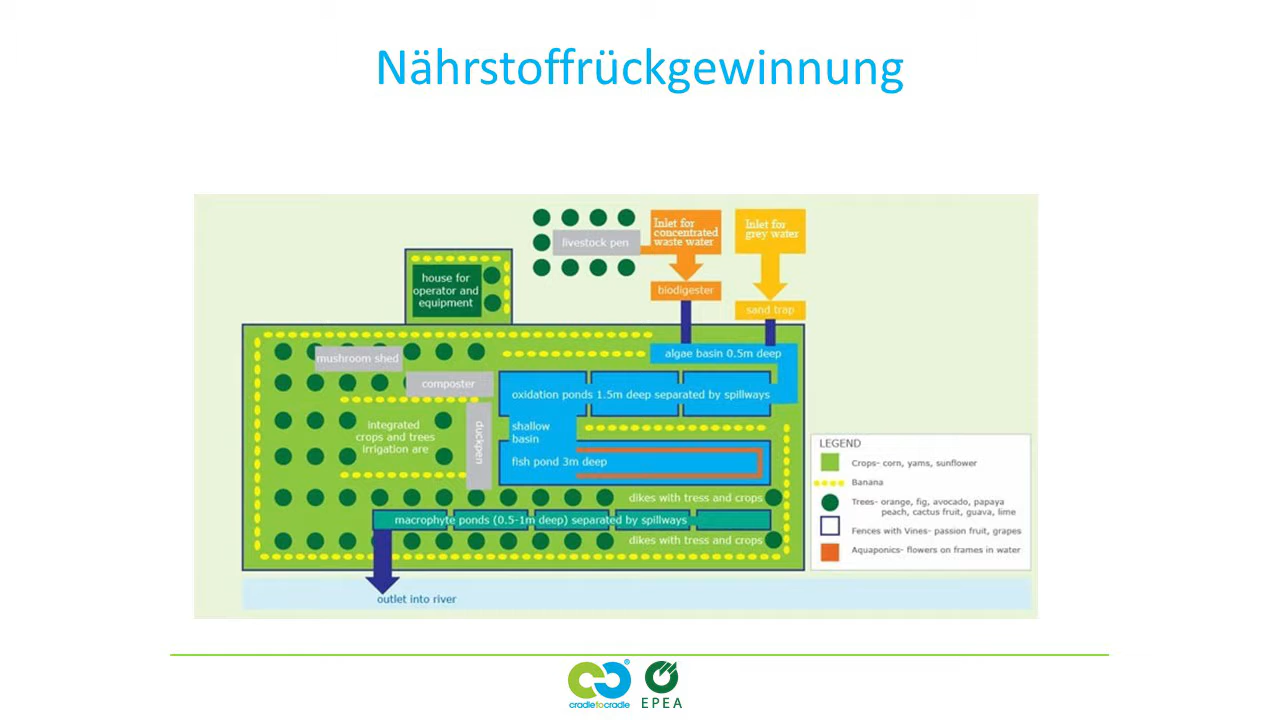 Nährstoffrückgewinnung
livestock pen
Inlet for
concentrated
waste water
Inlet for
grey water
house for
operator and
equipment
biodigester
sand trap
mushroom shed
algae basin 0.5m deep
composter
oxidation ponds 1.5m deep separated by spillways
integrated
crops and trees
irrigation are
duckpen
shallow
basin
fish pond 3m deep
dikes with tress and crops
macrophyte ponds (0.5-1m deep) separated by spillways
dikes with tress and crops
outlet into river
LEGEND
Crops- corn, yams, sunflower
Banana
Trees- orange, fig, avocado, papaya
peach, cactus fruit, guava, lime
Fences with Vines- passion fruit, grapes
Aquaponics- flowers on frames in water
cradletocradle
®
EPEA